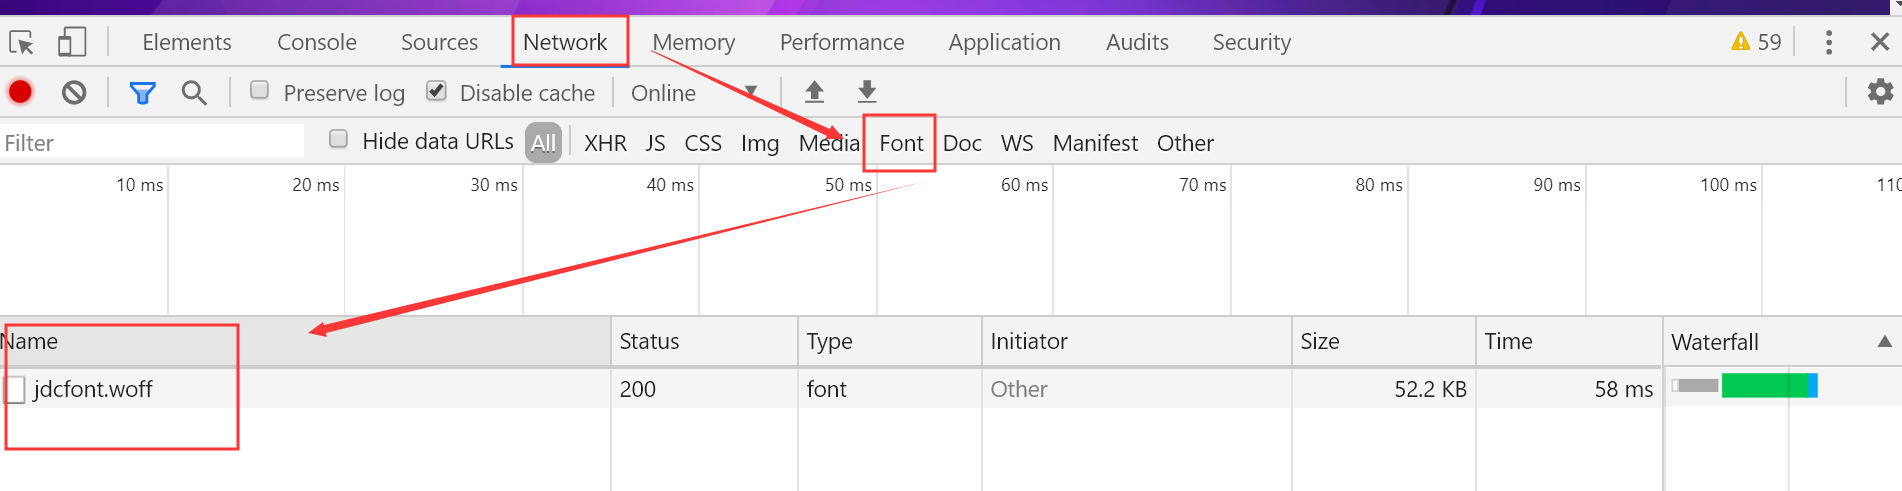 Elements Console Sources Network Memory Performance Application Audits Security 59
Preserve log Disable cache Online
Filter Hide data URLs All XHR JS CSS Img Media Font Doc WS Manifest Other
10 ms 20 ms 30 ms 40 ms 50 ms 60 ms 70 ms 80 ms 90 ms 100 ms 110
Name Status Type Initiator Size Time Waterfall
jdcfont.woff 200 font Other 52.2 KB 58 ms